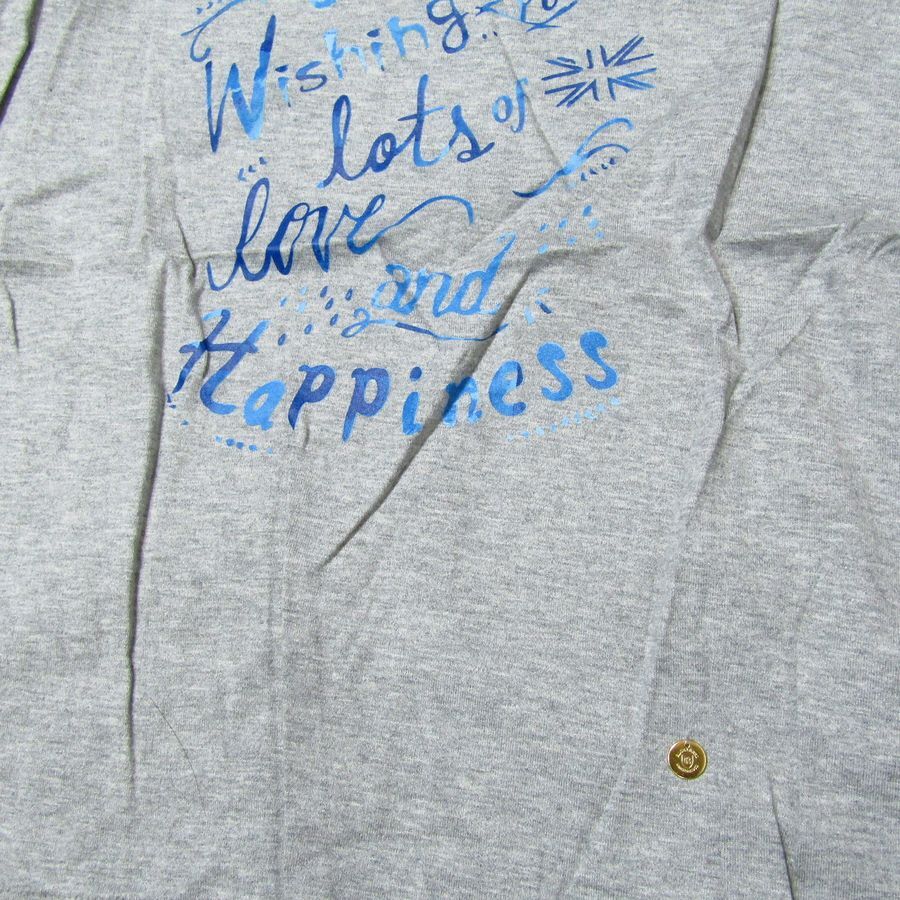 Wishing
lots of
love
and
Happiness